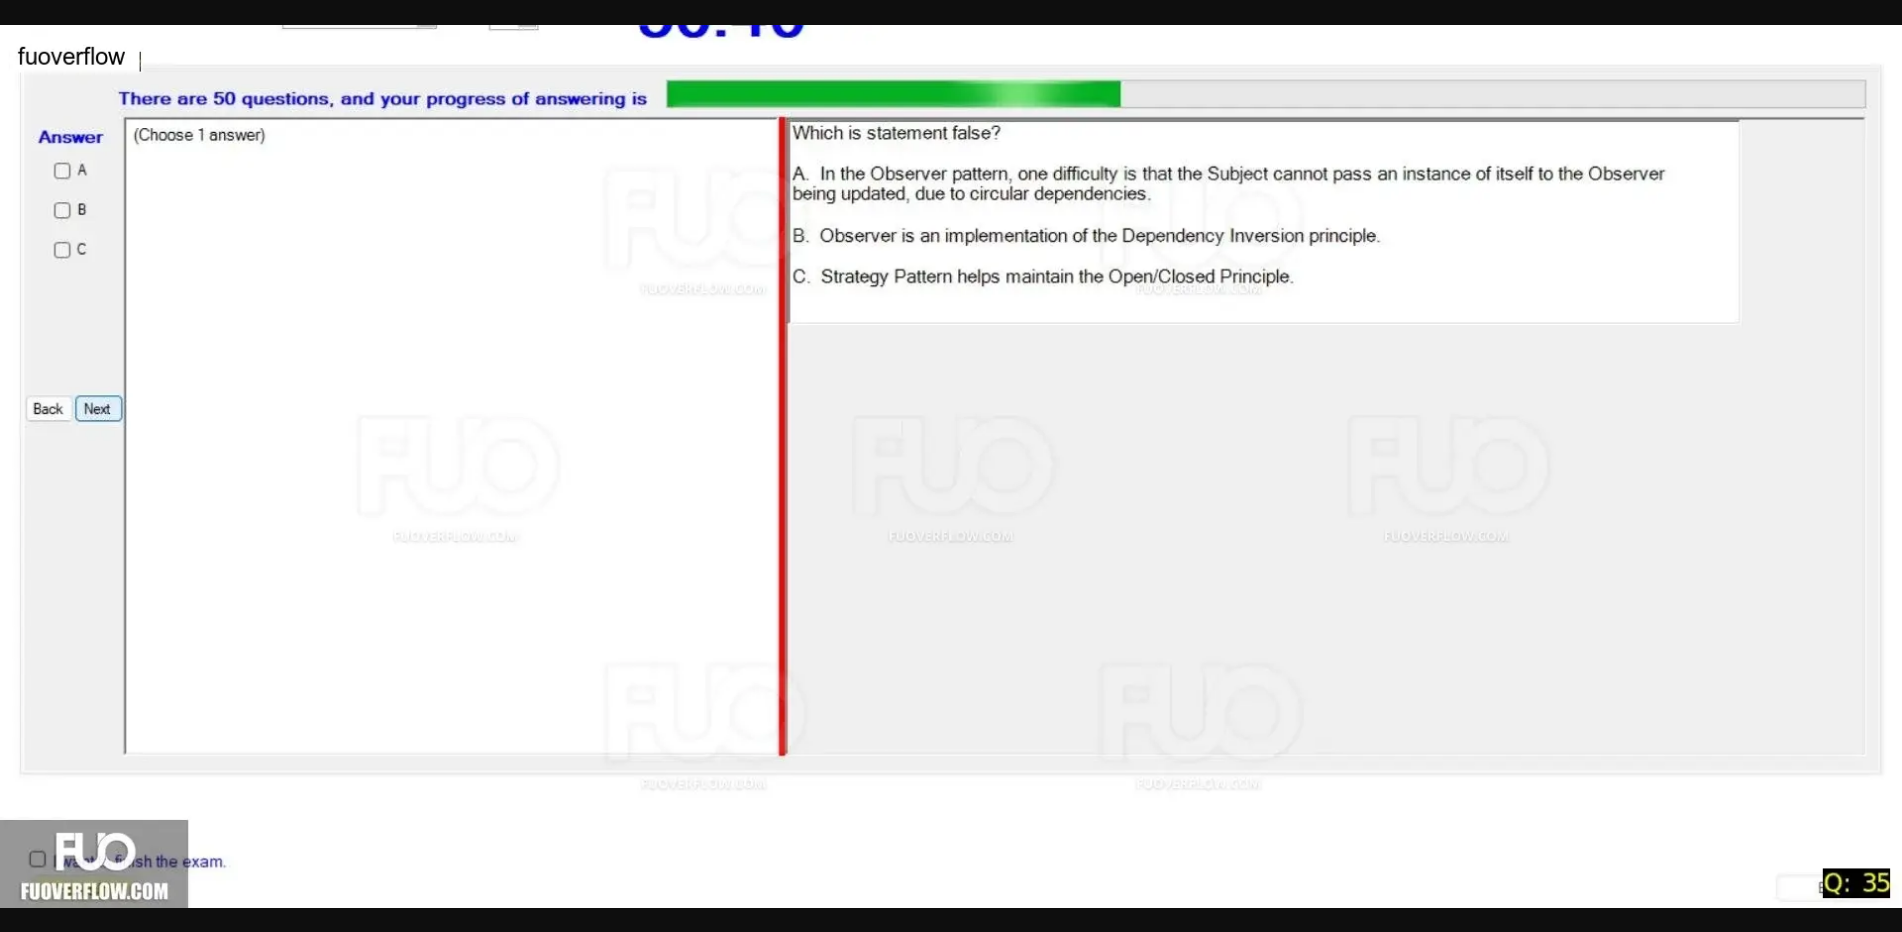 fuoverflow
There are 50 questions, and your progress of answering is
Answer
(Choose 1 answer)
A
B
C
Back
Next
Which is statement false?
A. In the Observer pattern, one difficulty is that the Subject cannot pass an instance of itself to the Observer
being updated, due to circular dependencies.
B. Observer is an implementation of the Dependency Inversion principle.
C. Strategy Pattern helps maintain the Open/Closed Principle.
FUO
FUOVERFLOW.COM
FUO
FUOVERFLOW.COM
FUO
FUOVERFLOW.COM
FUO
FUOVERFLOW.COM
FUO
FUOVERFLOW.COM
FUO
FUOVERFLOW.COM
FUO
FUOVERFLOW.COM
the exam.
FUO
FUOVERFLOW.COM
Q: 35